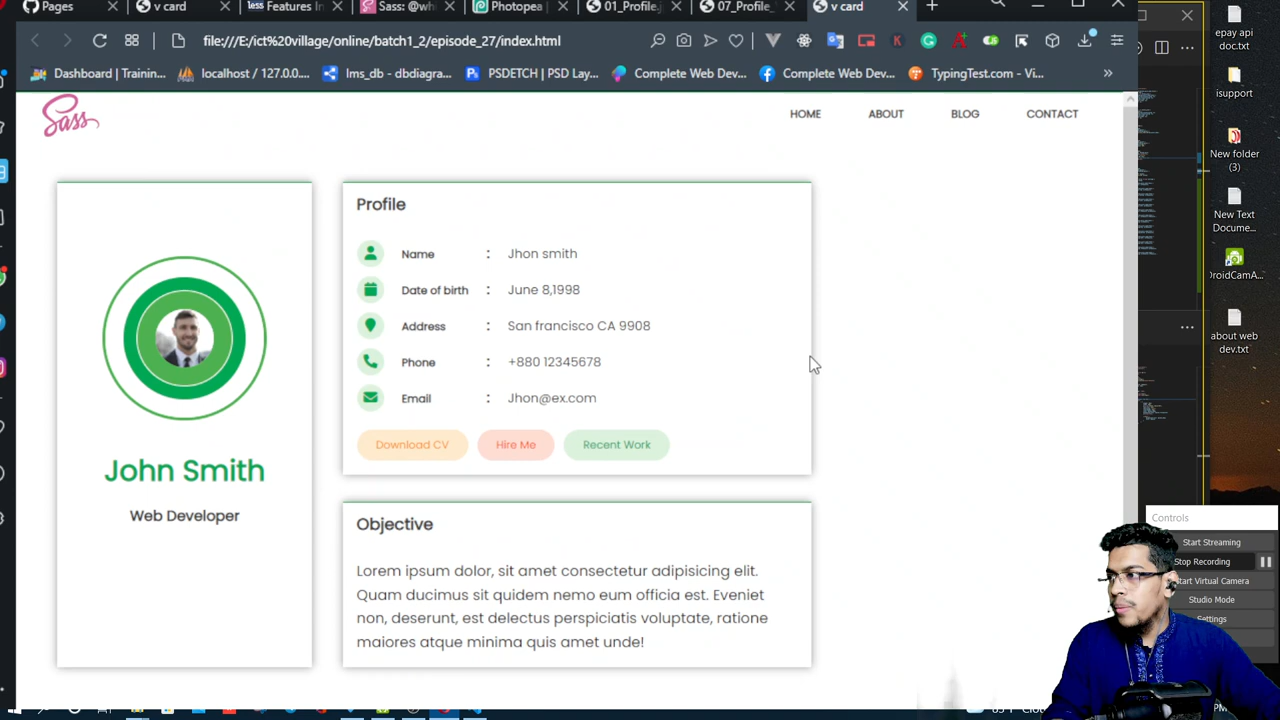 Pages
v card
Features In
Sass: @wh
Photopea
01_Profile.j
07_Profile_
v card
file:///E:/ict%20village/online/batch1_2/episode_27/index.html
Dashboard | Trainin...
localhost / 127.0.0....
lms_db - dbdiagra...
PSDETCH | PSD Lay...
Complete Web Dev...
Complete Web Dev...
TypingTest.com – Vi...
Sass
HOME
ABOUT
BLOG
CONTACT
John Smith
Web Developer
Profile
Name : Jhon smith
Date of birth : June 8,1998
Address : San francisco CA 9908
Phone : +880 12345678
Email : Jhon@ex.com
Download CV
Hire Me
Recent Work
Objective
Lorem ipsum dolor, sit amet consectetur adipisicing elit.
Quam ducimus sit quidem nemo eum officia est. Eveniet
non, deserunt, est delectus perspiciatis voluptate, ratione
maiores atque minima quis amet unde!
epay api
doc.txt
isupport
New folder
(3)
New Text
Docume...
DroidCamA...
about web
dev.txt
Controls
Start Streaming
Stop Recording
Start Virtual Camera
Studio Mode
Settings